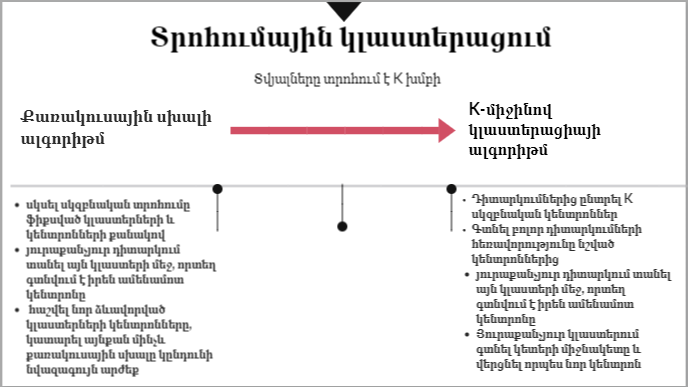 Տրոհումային կլաստերացում
Տվյալները տրոհում է K խմբի
Քառակուսային սխալի
ալգորիթմ
K-միջինով
կլաստերացիայի
ալգորիթմ
սկսել սկզբնական տրոհումը
ֆիքսված կլաստերների և
կենտրոնների քանակով
յուրաքանչյուր դիտարկում
տանել այն կլաստերի մեջ, որտեղ
գտնվում է իրեն ամենամոտ
կենտրոնը
հաշվել նոր ձևավորված
կլաստերների կենտրոնները,
կատարել այնքան մինչև
քառակուսային սխալը կընդունի
նվազագույն արժեք
Դիտարկումներից ընտրել K
սկզբնական կենտրոններ
Գտնել բոլոր դիտարկումների
հեռավորությունը նշված
կենտրոններից
յուրաքանչյուր դիտարկում տանել
այն կլաստերի մեջ, որտեղ
գտնվում է իրեն ամենամոտ
կենտրոնը
Յուրաքանչյուր կլաստերում
գտնել կետերի միջնակետը և
վերցնել որպես նոր կենտրոն